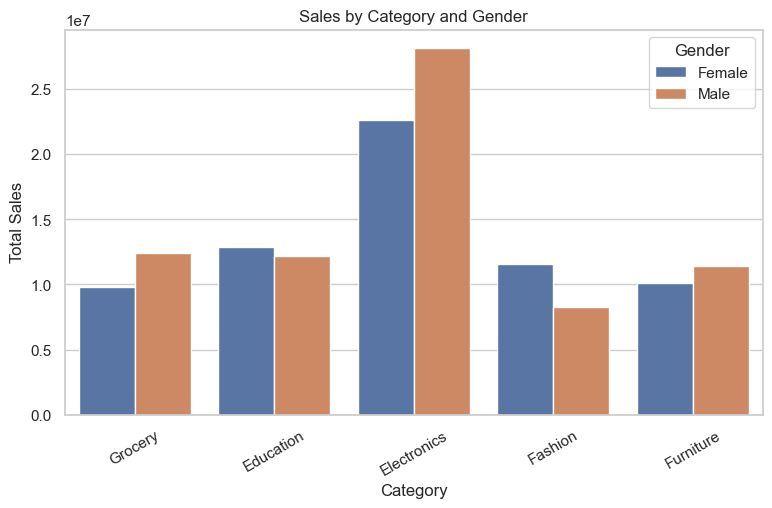 Sales by Category and Gender
1e7
Gender
Female
Male
Total Sales
2.5
2.0
1.5
1.0
0.5
0.0
Grocery
Education
Electronics
Fashion
Furniture
Category